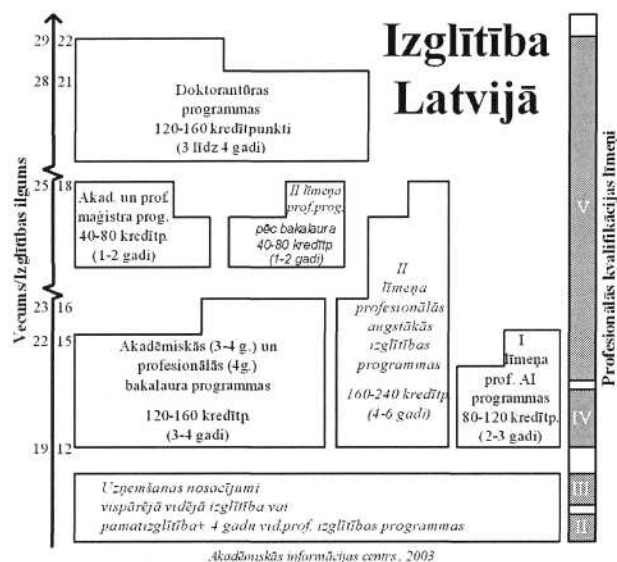 Izglītība
Latvijā
29 22
28 21
Doktorantūras
programmas
120-160 kredītpunkti
(3 līdz 4 gadi)
25 18
Akad. un prof.
maģistra prog.
40-80 kredītp.
(1-2 gadi)
II līmeņa
prof.prog.
pēc bakalaura
40-80 kredītp.
(1-2 gadi)
II
līmeņa
profesionālās
augstākās
izglītības
programmas
160-240 kredītp.
(4-6 gadi)
23 16
22 15
Akadēmiskās (3-4 g.) un
profesionālās (4g.)
bakalaura programmas
120-160 kredītp.
(3-4 gadi)
I
līmeņa
prof. AI
programmas
80-120 kredītp.
(2-3 gadi)
19 12
Uzņemšanas nosacījumi
vispārējā vidējā izglītība vai
pamatizglītība+ 4 gadu vid.prof. izglītības programmas
Akadēmiskās informācijas centrs, 2003
Vecums/Izglītības ilgums
Profesionālās kvalifikācijas līmeņi
V
IV
III
II